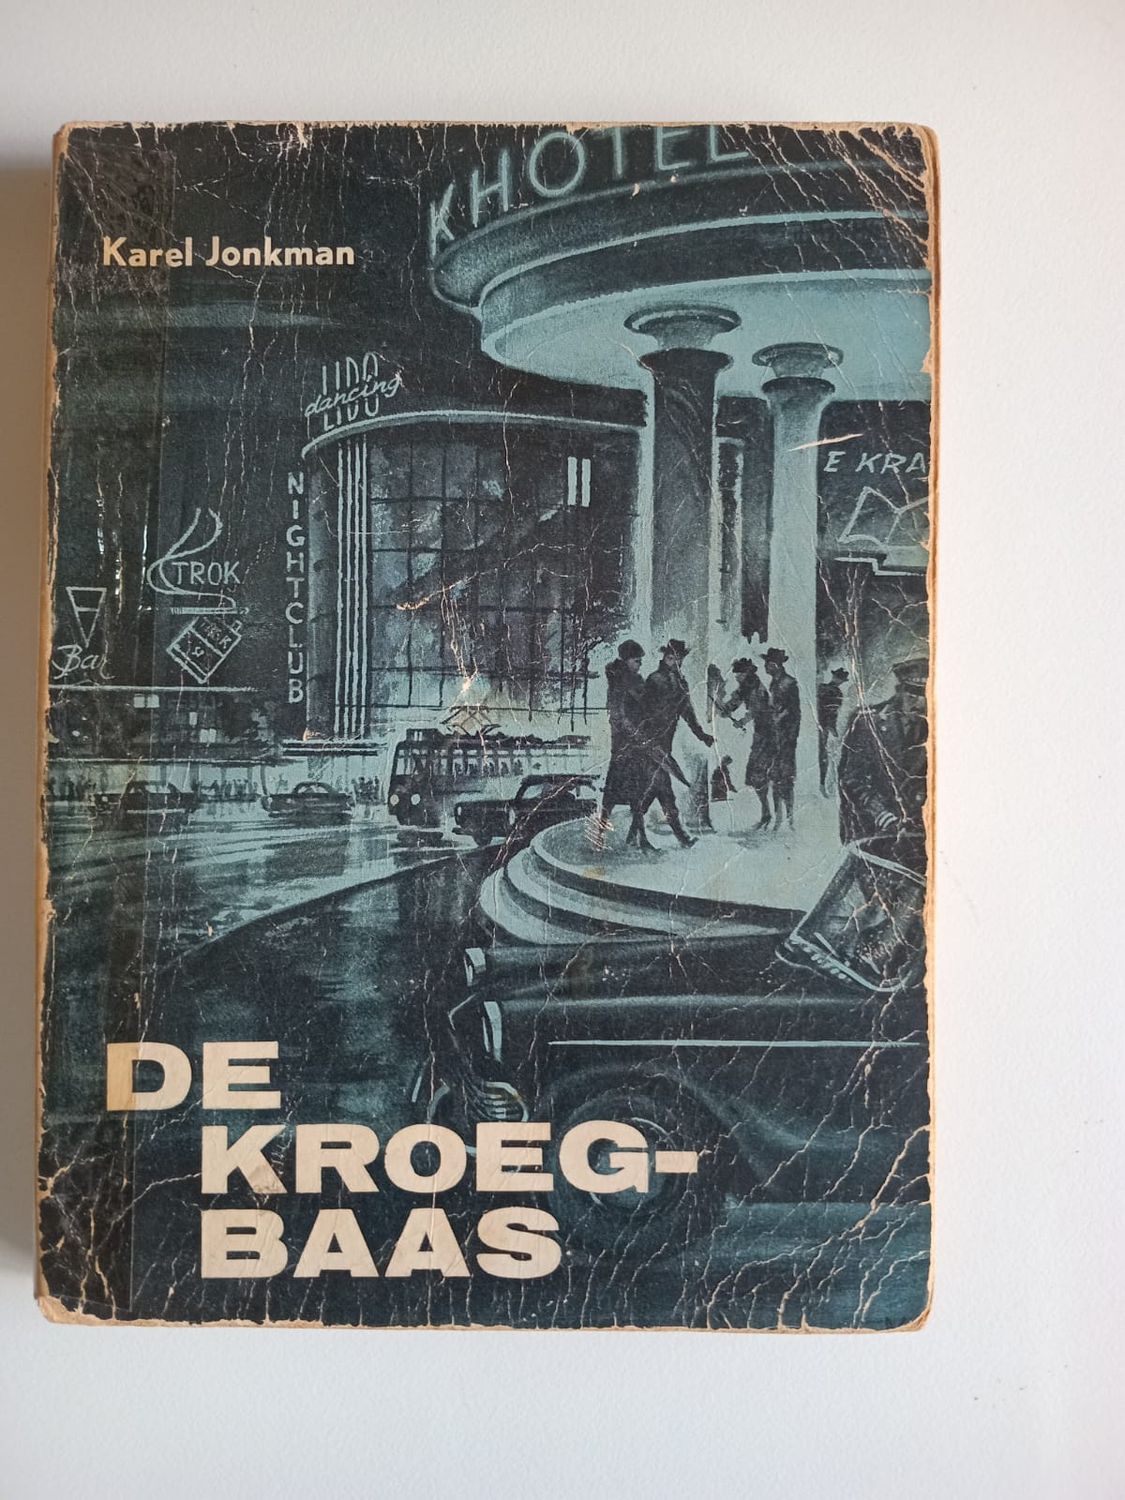 KHOTEL
Karel Jonkman
LIDO
dancing
NIGHTCLUB
E KRA
TROK
Bar
DE
KROEG-
BAAS